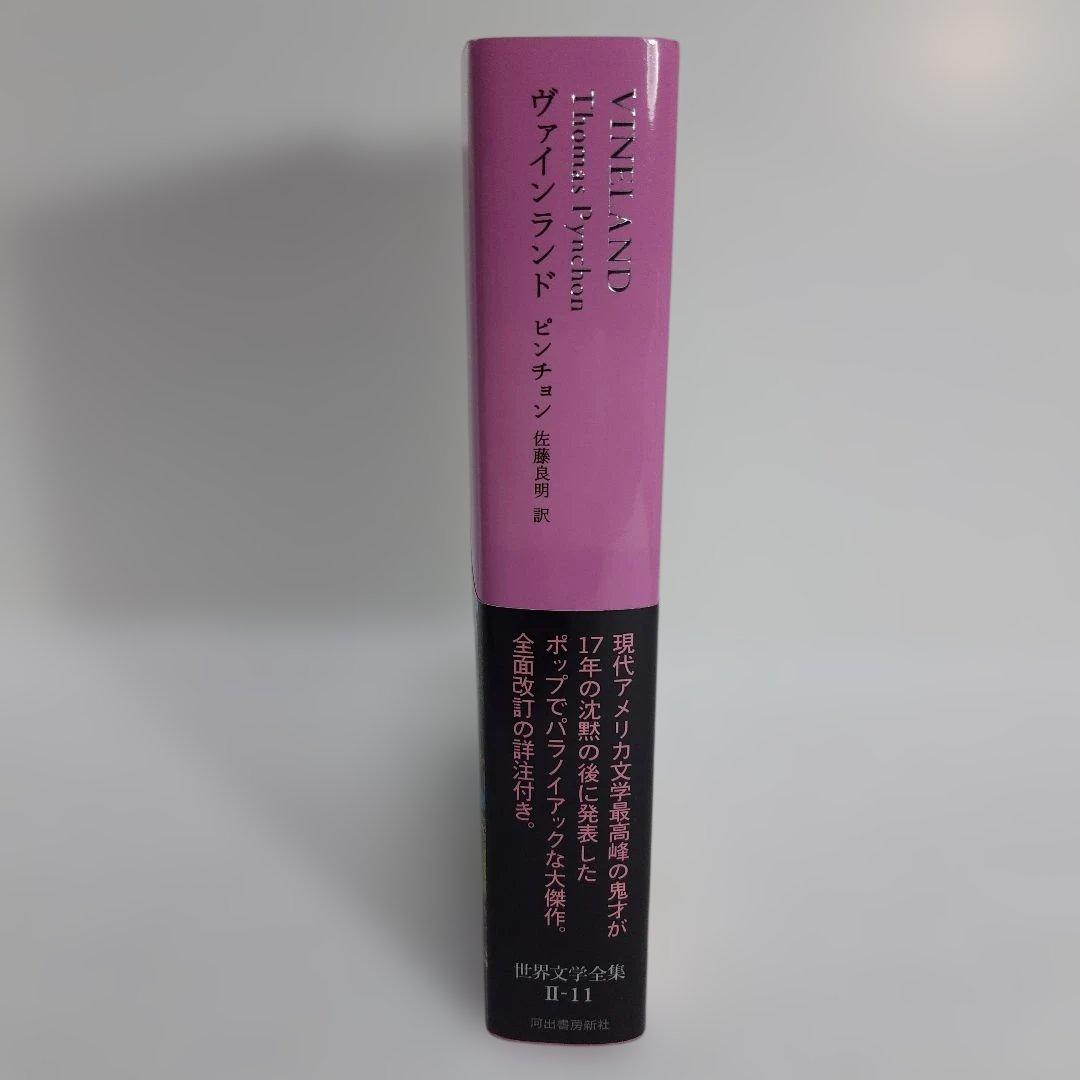 VINELAND
Thomas Pynchon
ヴァインランド ピンチョン 佐藤良明 訳
現代アメリカ文学最高峰の鬼才が
17年の沈黙の後に発表した
ポップでパラノイアックな大傑作。
全面改訂の詳注付き。
世界文学全集
II-11
河出書房新社